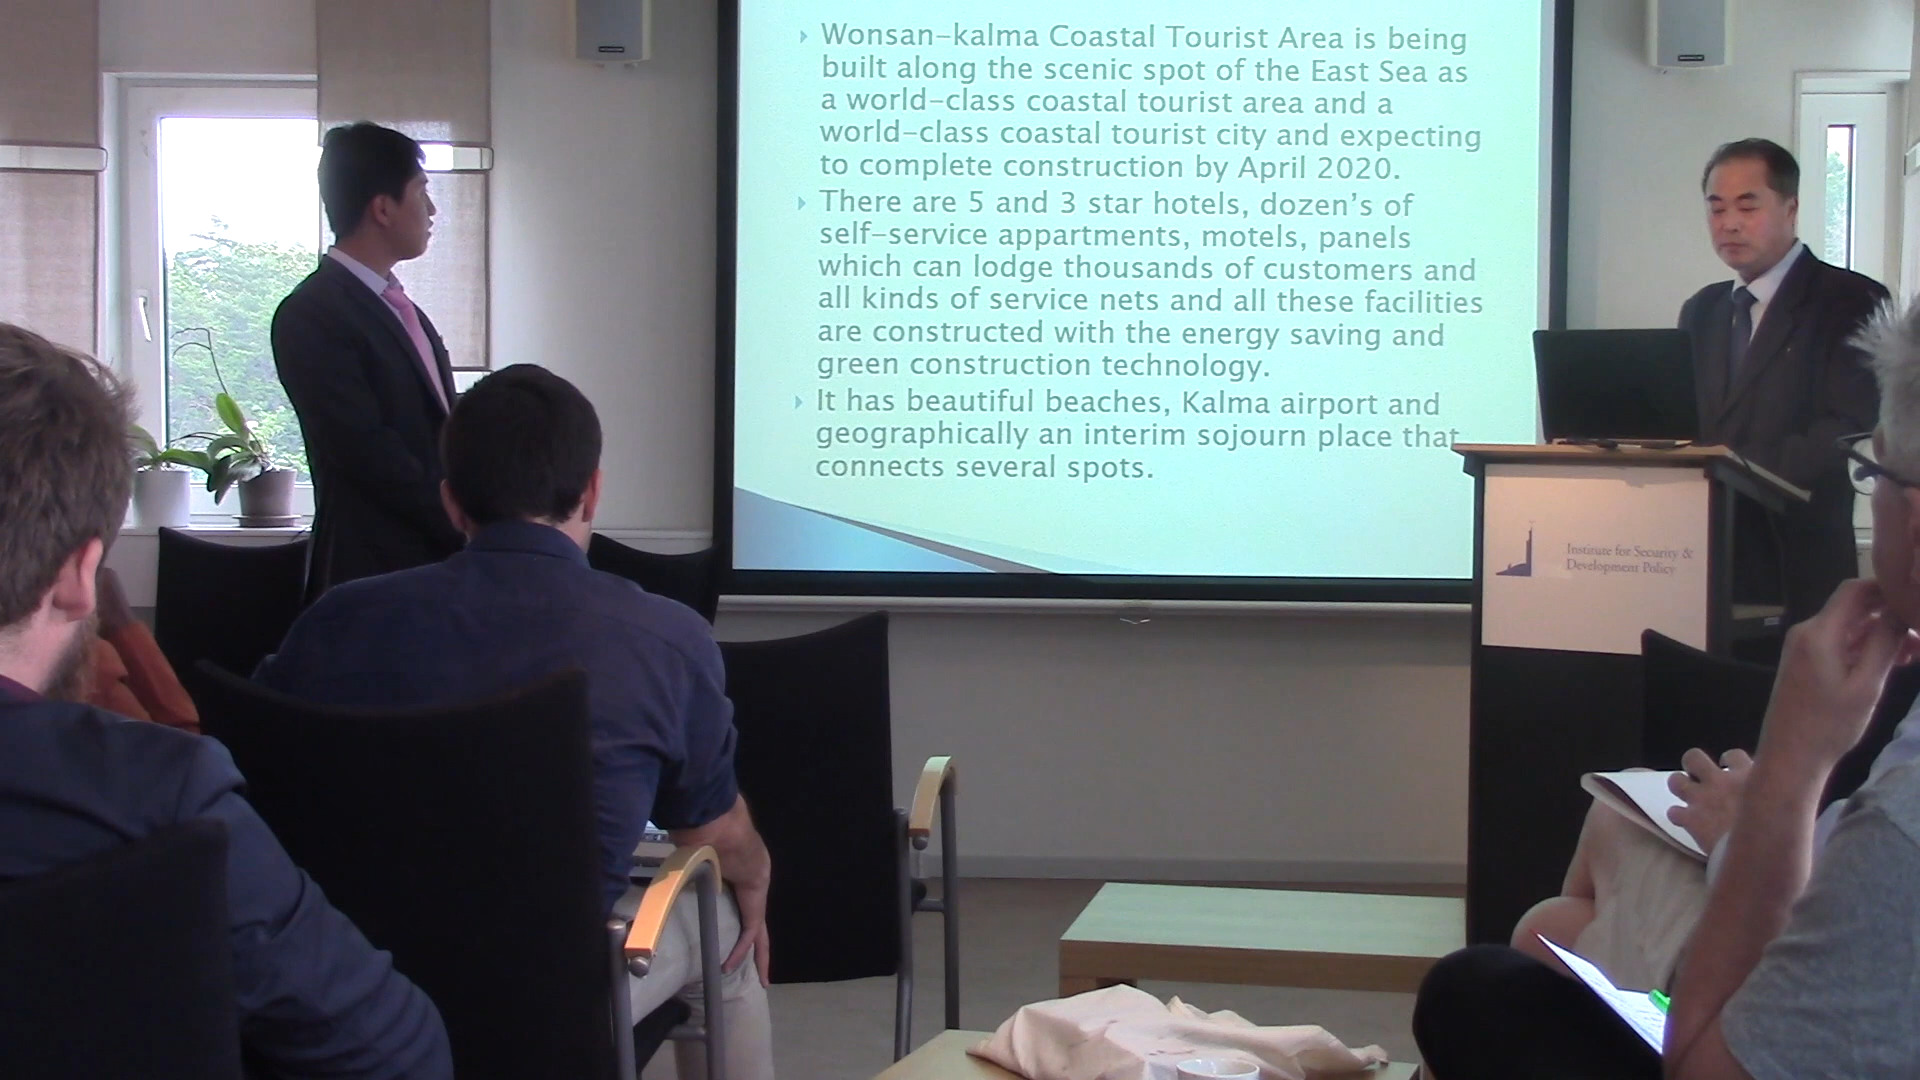 Wonsan-kalma Coastal Tourist Area is being
built along the scenic spot of the East Sea as
a world-class coastal tourist area and a
world-class coastal tourist city and expecting
to complete construction by April 2020.
There are 5 and 3 star hotels, dozen's of
self-service appartments, motels, panels
which can lodge thousands of customers and
all kinds of service nets and all these facilities
are constructed with the energy saving and
green construction technology.
It has beautiful beaches, Kalma airport and
geographically an interim sojourn place that
connects several spots.
Institute for Security &
Development Policy